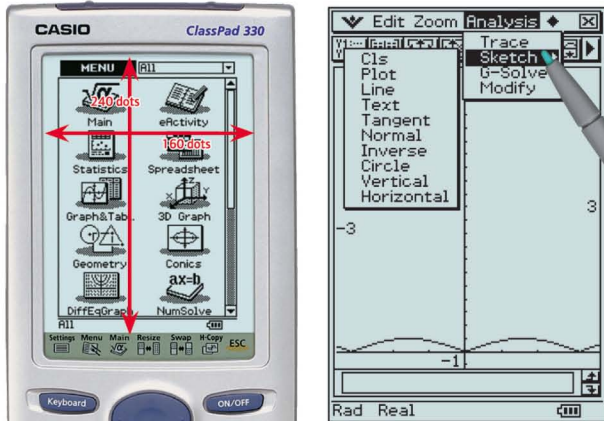 CASIO
ClassPad 330
MENU All
240 dots
Main eActivity
160 dots
Statistics Spreadsheet
Graph&Tab. 3D Graph
Geometry Conics
ax=b
DiffEqGraph NumSolve
All
Settings Menu Main Resize Swap H-Copy ESC
Keyboard ON/OFF
Edit Zoom Analysis
Trace
Sketch
G-Solve
Modify
Cls
Plot
Line
Text
Tangent
Normal
Inverse
Circle
Vertical
Horizontal
-3
3
-1
Rad Real